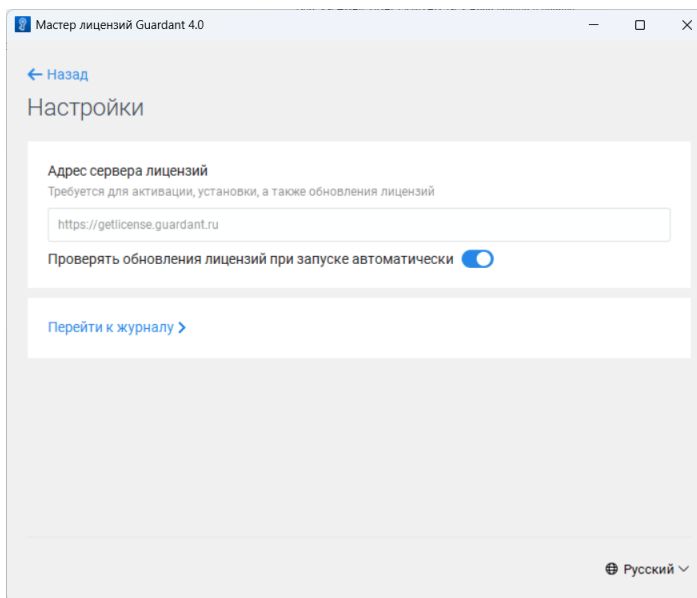 Мастер лицензий Guardant 4.0
Назад
Настройки
Адрес сервера лицензий
Требуется для активации, установки, а также обновления лицензий
https://getlicense.guardant.ru
Проверять обновления лицензий при запуске автоматически
Перейти к журналу
Русский